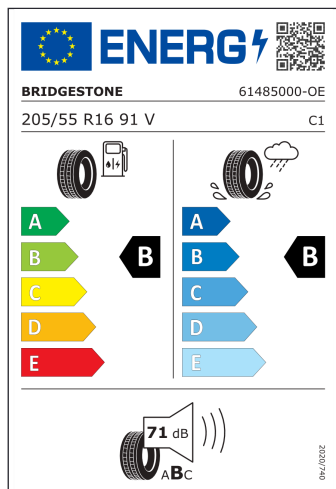 ENERG
BRIDGESTONE 61485000-OE
205/55 R16 91 V C1
A A
B B B B
C C
D D
E E
71 dB
ABC
2020/740